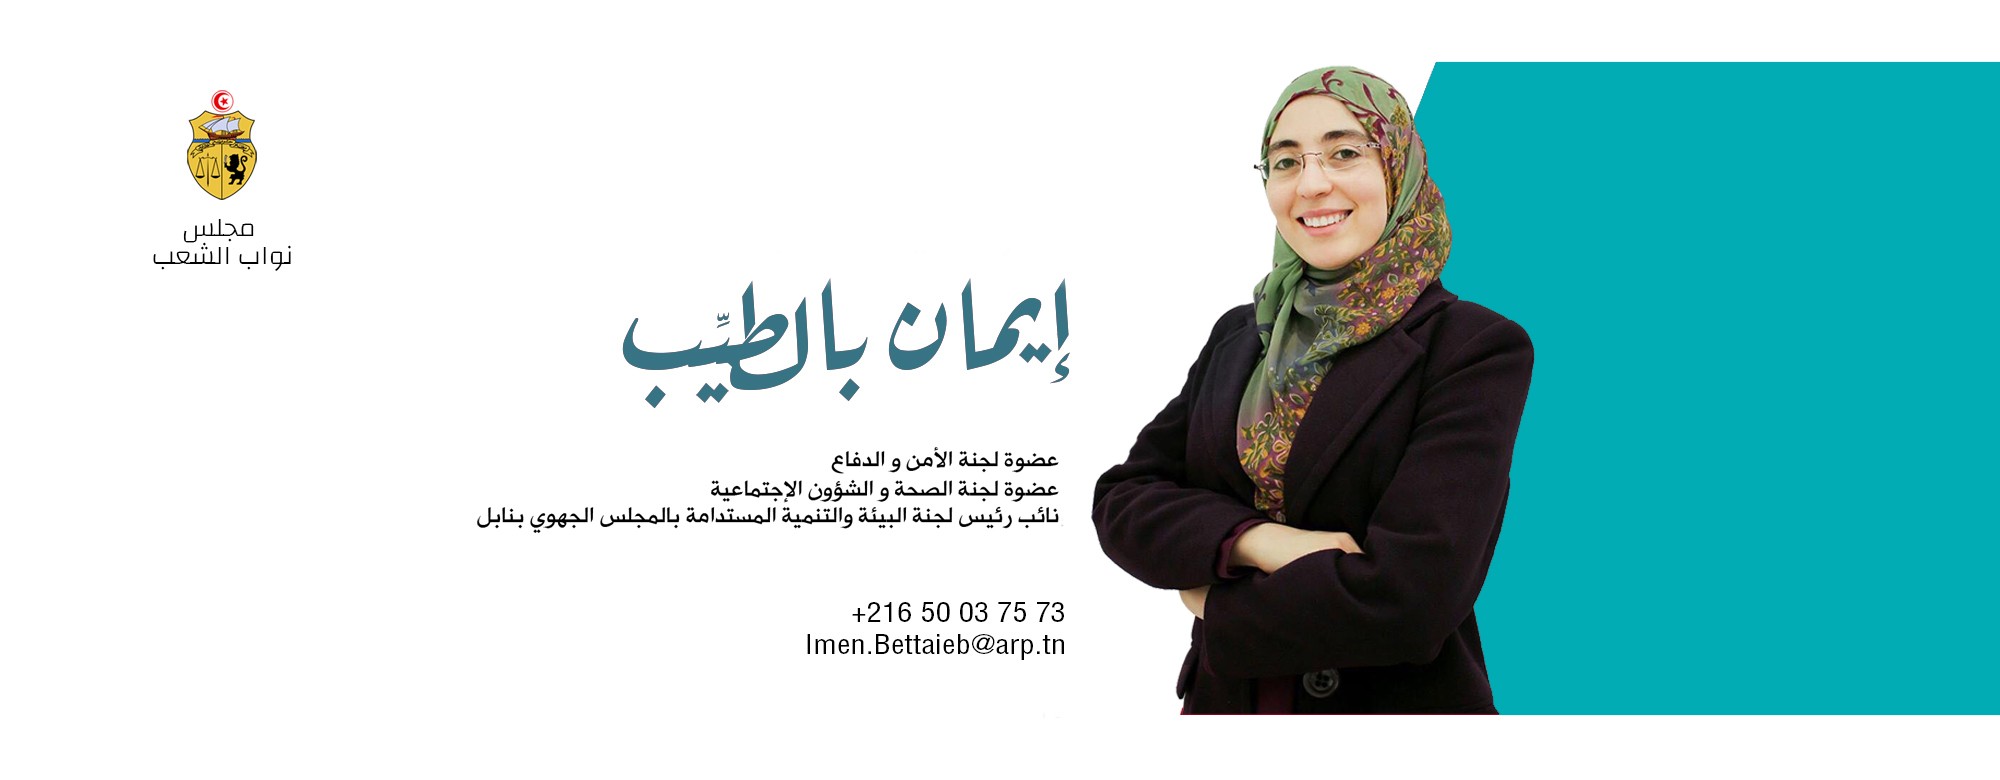 مجلس
نواب الشعب
إيمان بالطيِّب
عضوة لجنة الأمن و الدفاع
عضوة لجنة الصحة و الشؤون الإجتماعية
نائب رئيس لجنة البيئة والتنمية المستدامة بالمجلس الجهوي بنابل
+216 50 03 75 73
Imen.Bettaieb@arp.tn